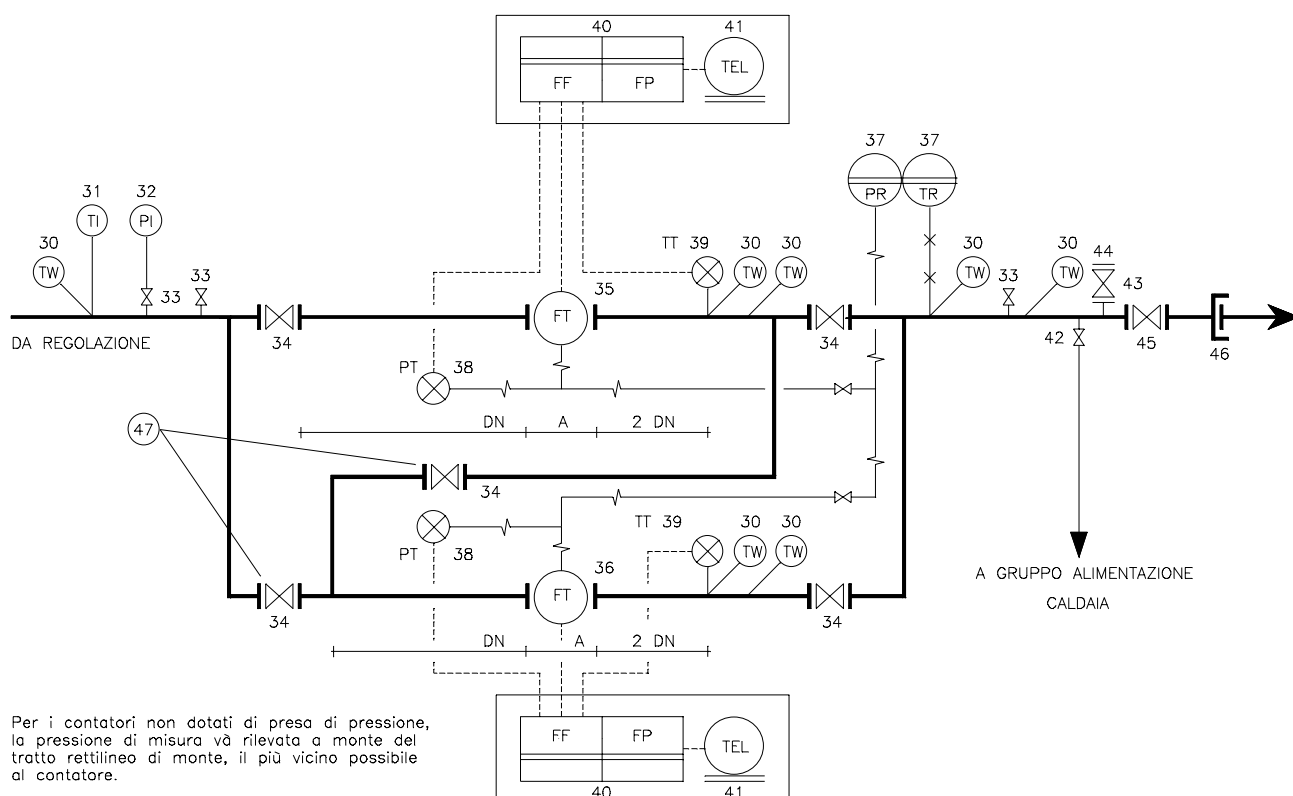 40 41
TEL
FF FP
37 37
PR TR
31 32
TI PI
30 33 33
TW
TT 39 30 30
TW TW
30 33 30 44
TW TW 43
35
FT
DA REGOLAZIONE
34 34 42 45 46
PT 38
DN A 2 DN
47
34
PT 38
TT 39 30 30
TW TW
36
FT
34 34
A GRUPPO ALIMENTAZIONE
CALDAIA
DN A 2 DN
Per i contatori non dotati di presa di pressione,
la pressione di misura và rilevata a monte del
tratto rettilineo di monte, il più vicino possibile
al contatore.
FF FP
TEL
40 41